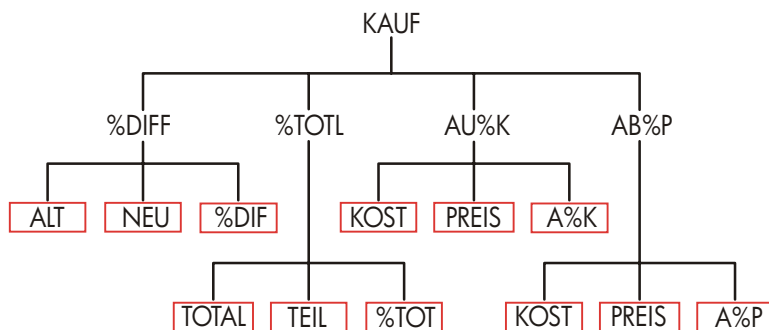 KAUF
%DIFF %TOTL AU%K AB%P
ALT NEU %DIF KOST PREIS A%K
TOTAL TEIL %TOT KOST PREIS A%P